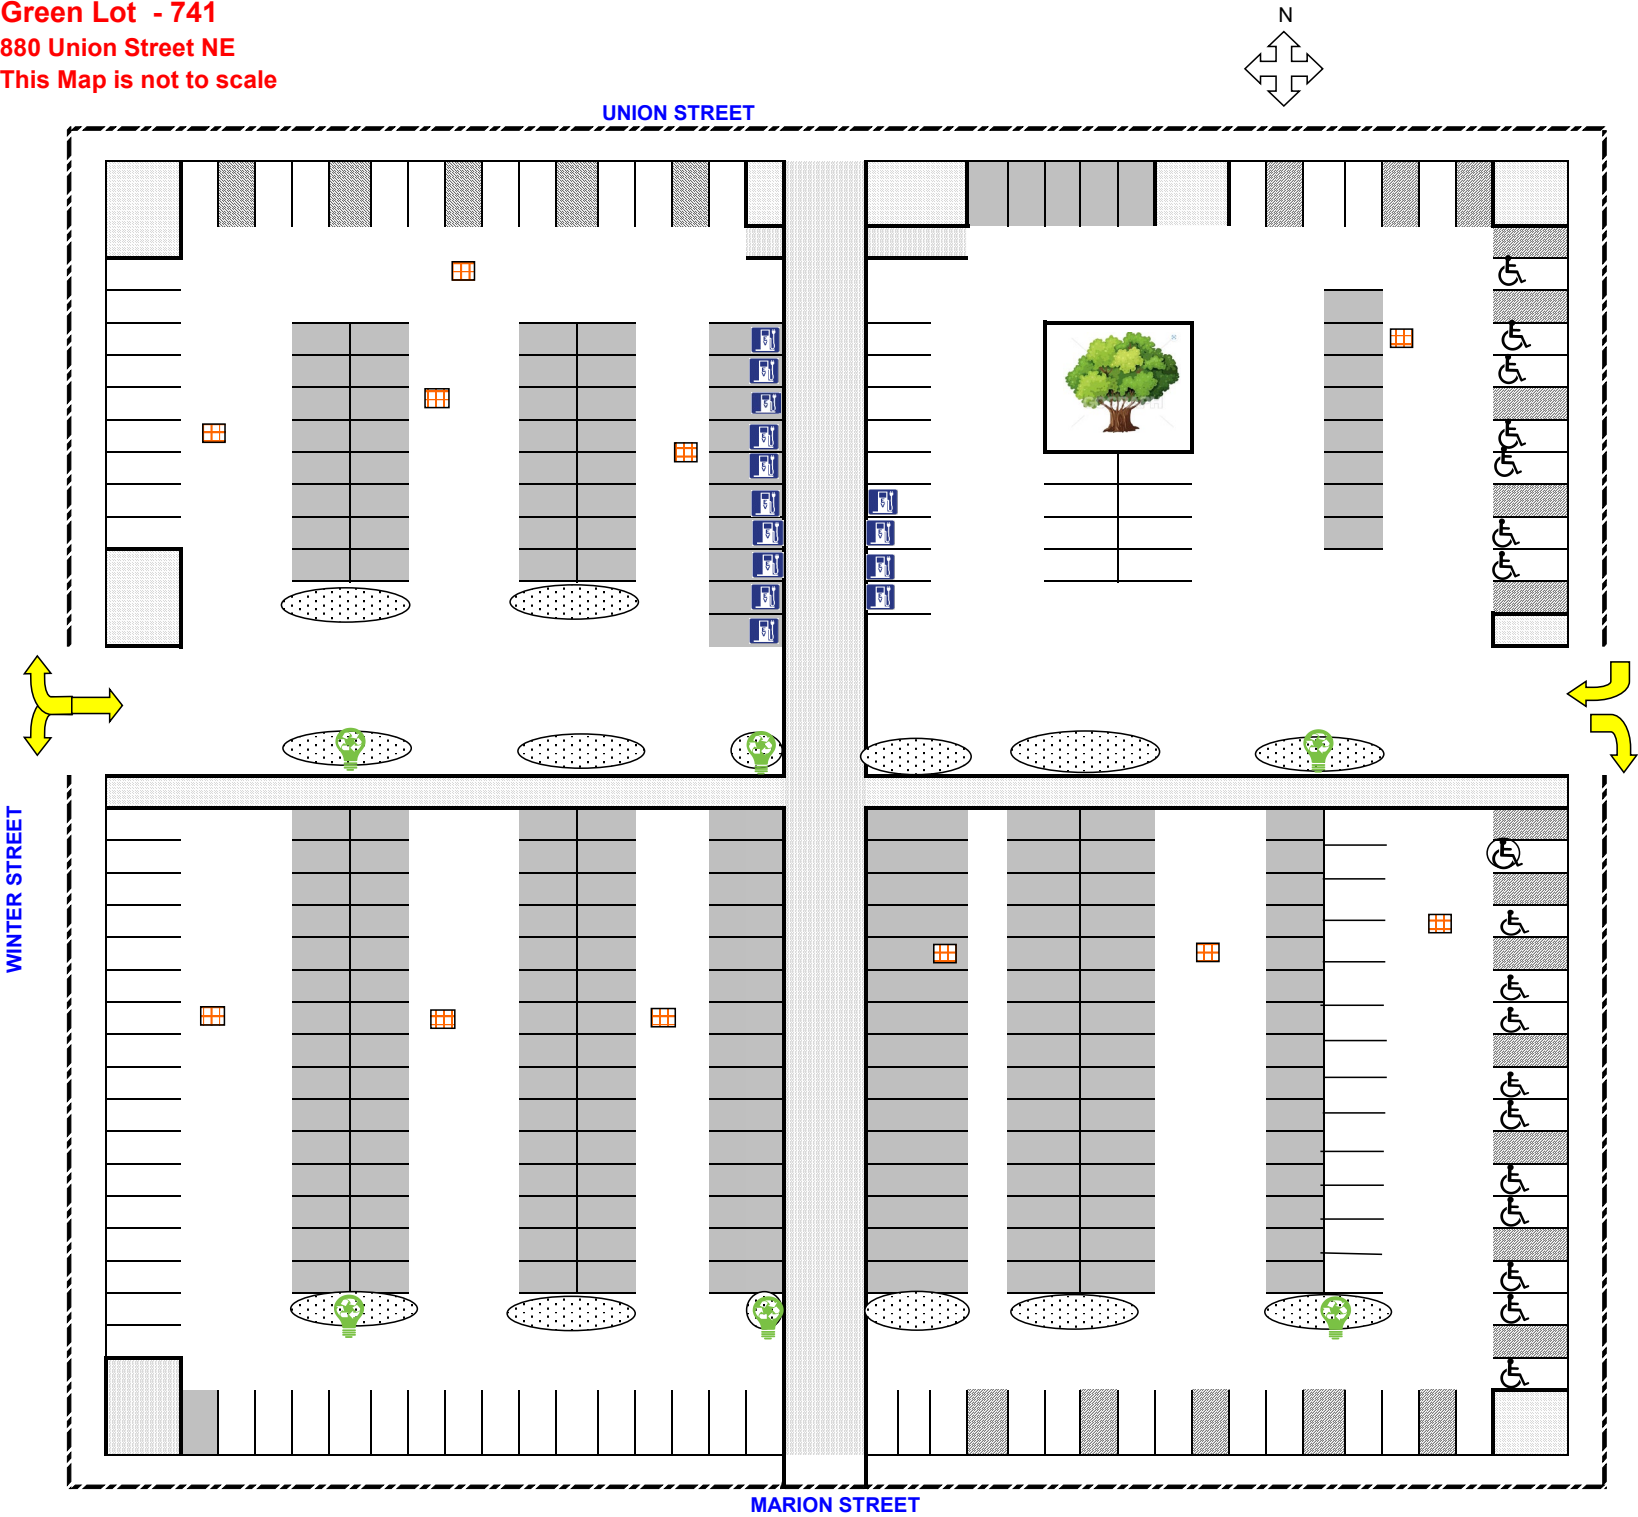 Green Lot - 741
880 Union Street NE
This Map is not to scale
N
UNION STREET
WINTER STREET
MARION STREET